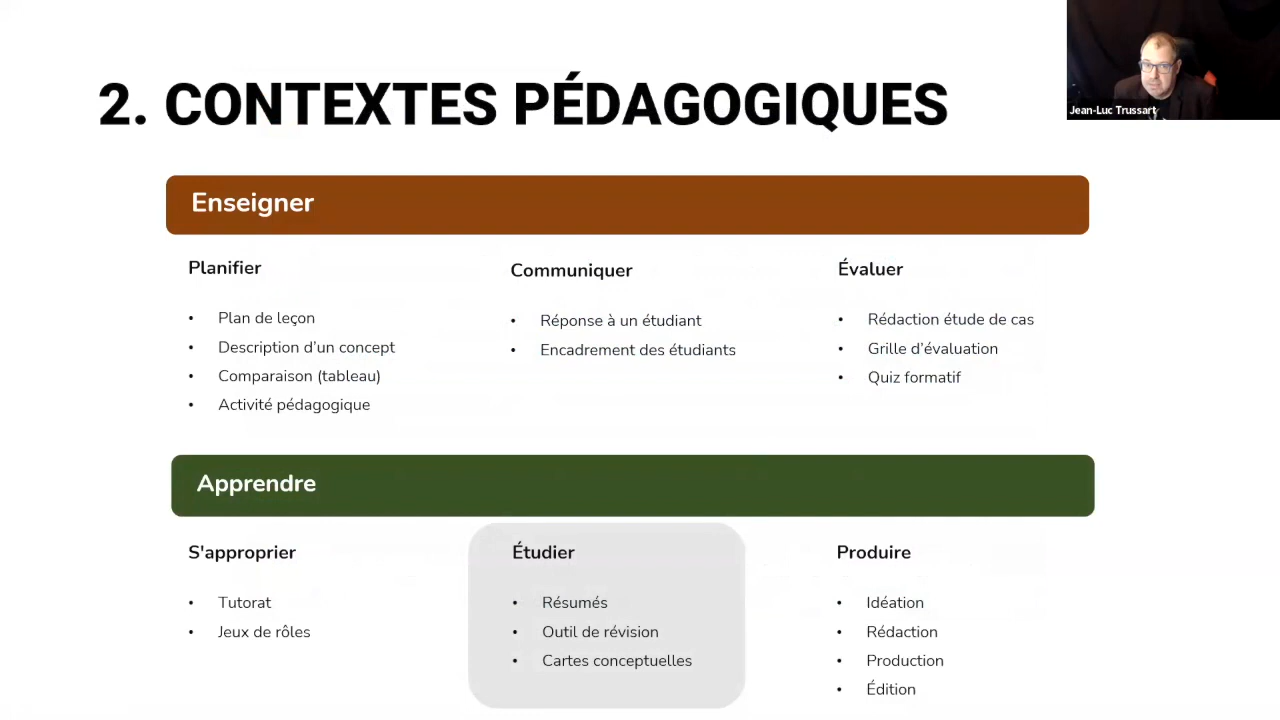 2. CONTEXTES PÉDAGOGIQUES
Jean-Luc Trussart
Enseigner
Planifier
• Plan de leçon
• Description d'un concept
• Comparaison (tableau)
• Activité pédagogique
Communiquer
• Réponse à un étudiant
• Encadrement des étudiants
Évaluer
• Rédaction étude de cas
• Grille d'évaluation
• Quiz formatif
Apprendre
S'approprier
• Tutorat
• Jeux de rôles
Étudier
• Résumés
• Outil de révision
• Cartes conceptuelles
Produire
• Idéation
• Rédaction
• Production
• Édition